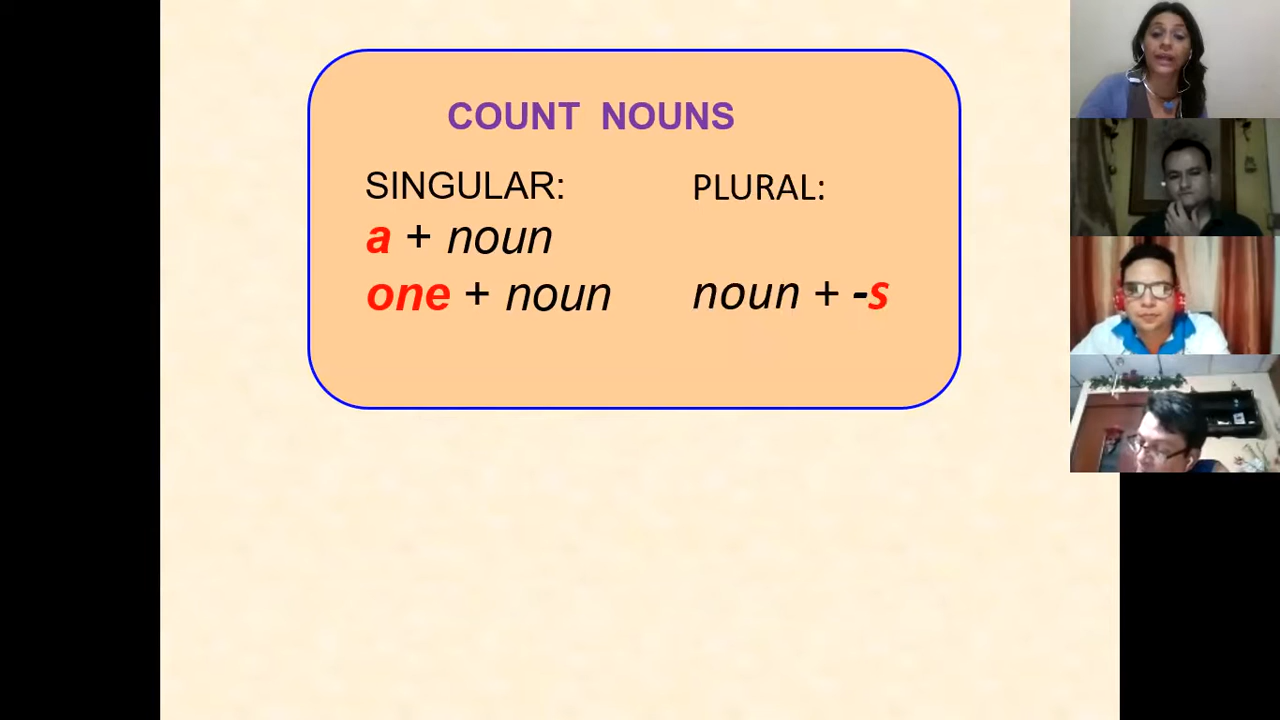 COUNT NOUNS
SINGULAR:
a + noun
one + noun
PLURAL:
noun + -s